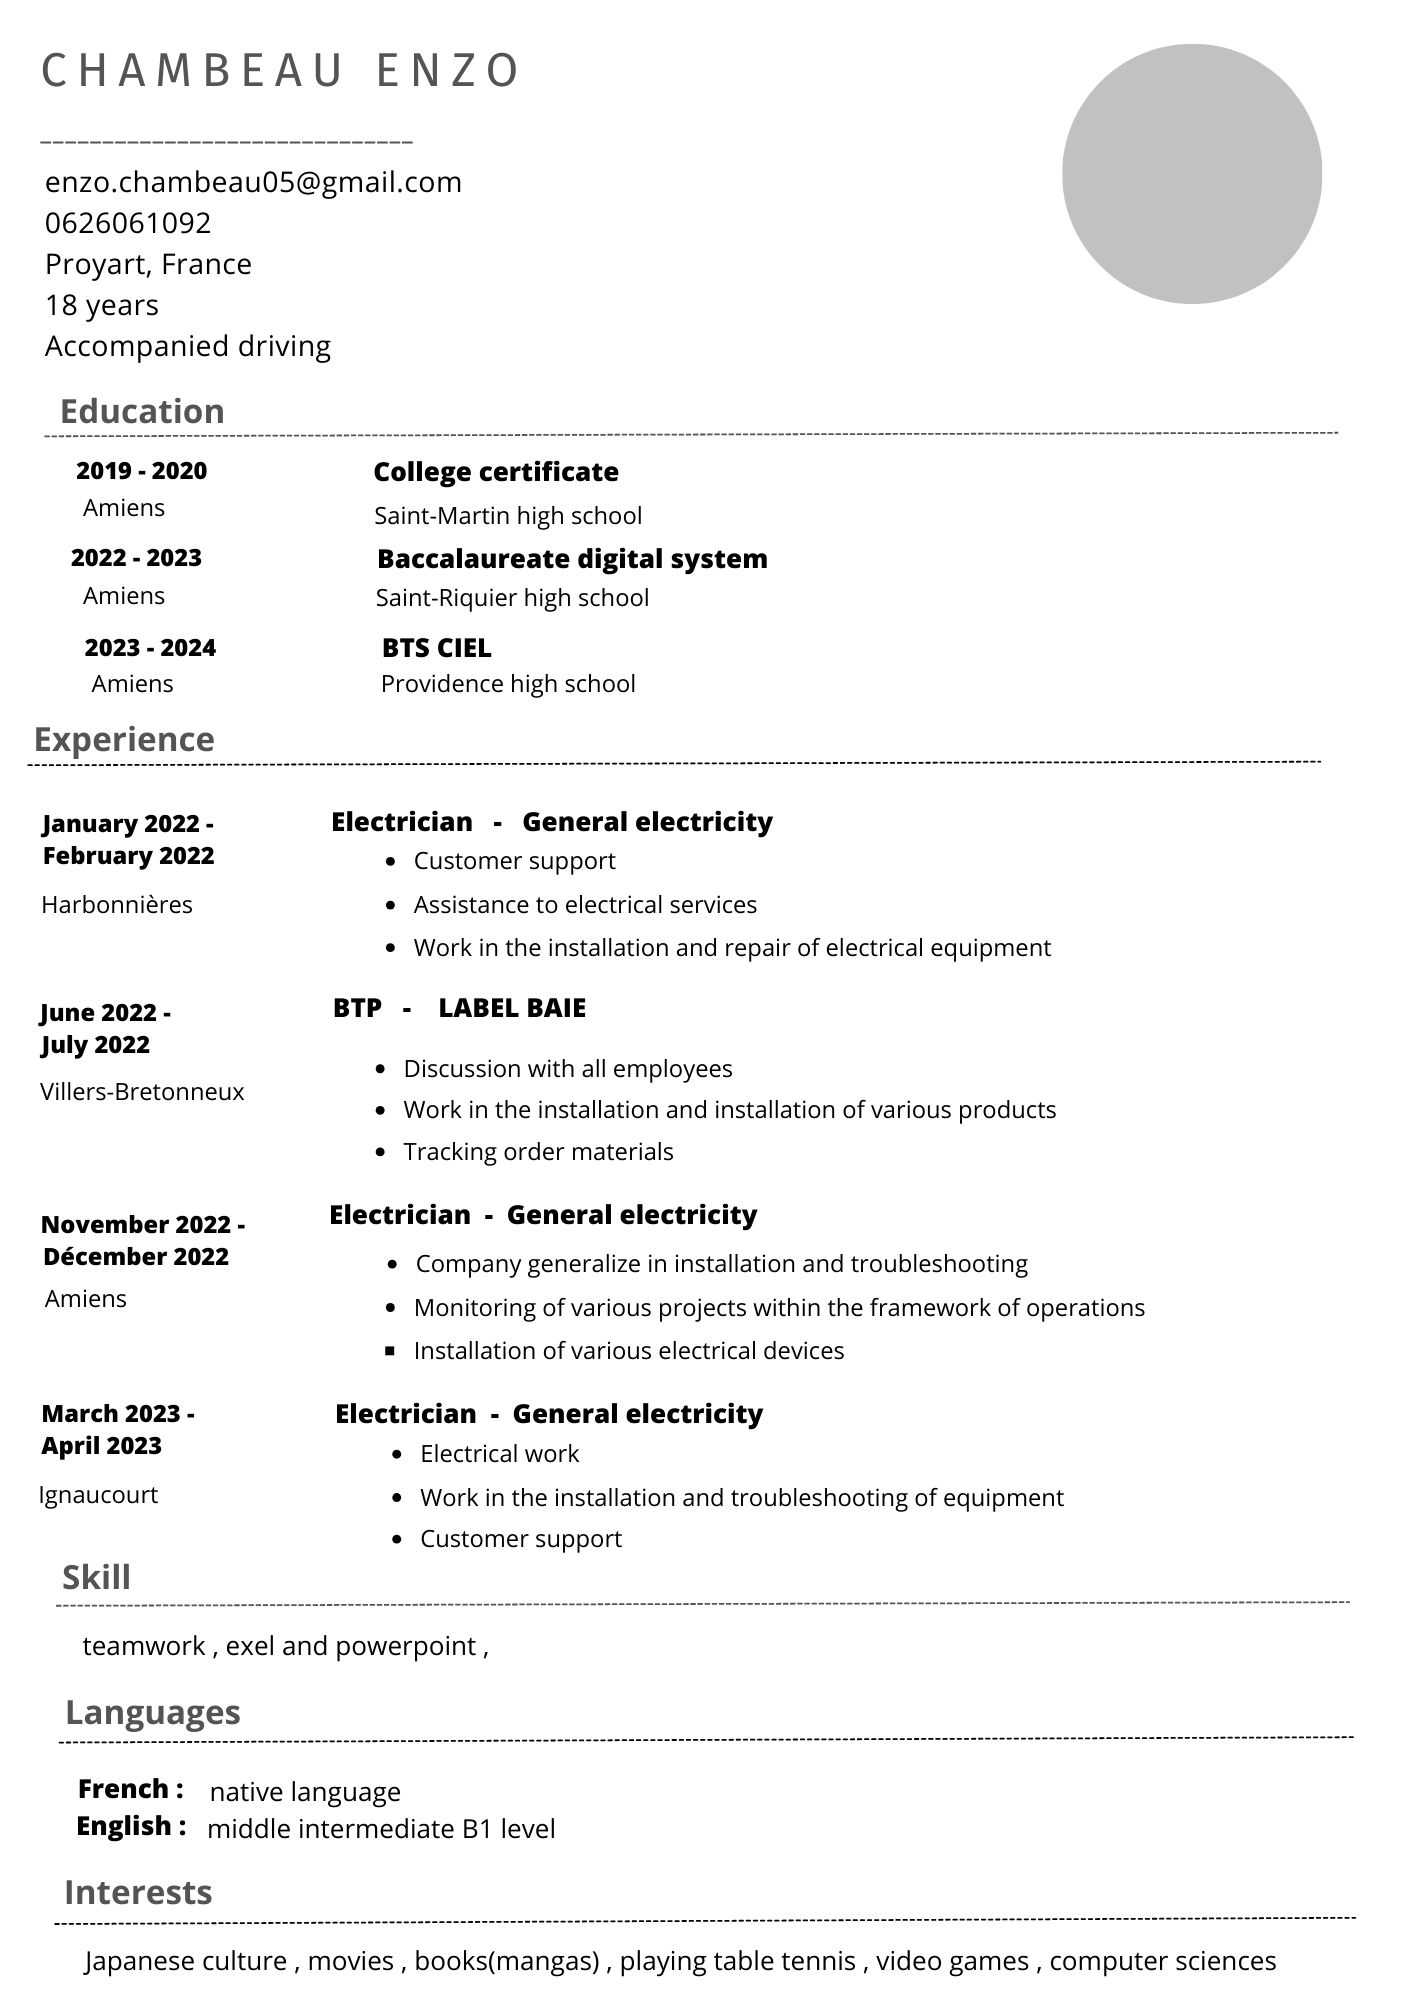 CHAMBEAU ENZO
______________________________
enzo.chambeau05@gmail.com
0626061092
Proyart, France
18 years
Accompanied driving
Education
2019 - 2020 College certificate
Amiens Saint-Martin high school
2022 - 2023 Baccalaureate digital system
Amiens Saint-Riquier high school
2023 - 2024 BTS CIEL
Amiens Providence high school
Experience
January 2022 -
February 2022
Harbonnières
Electrician - General electricity
• Customer support
• Assistance to electrical services
• Work in the installation and repair of electrical equipment
June 2022 -
July 2022
Villers-Bretonneux
BTP - LABEL BAIE
• Discussion with all employees
• Work in the installation and installation of various products
• Tracking order materials
November 2022 -
Décember 2022
Amiens
Electrician - General electricity
• Company generalize in installation and troubleshooting
• Monitoring of various projects within the framework of operations
▪ Installation of various electrical devices
March 2023 -
April 2023
Ignaucourt
Electrician - General electricity
• Electrical work
• Work in the installation and troubleshooting of equipment
• Customer support
Skill
teamwork , exel and powerpoint ,
Languages
French : native language
English : middle intermediate B1 level
Interests
Japanese culture , movies , books(mangas) , playing table tennis , video games , computer sciences